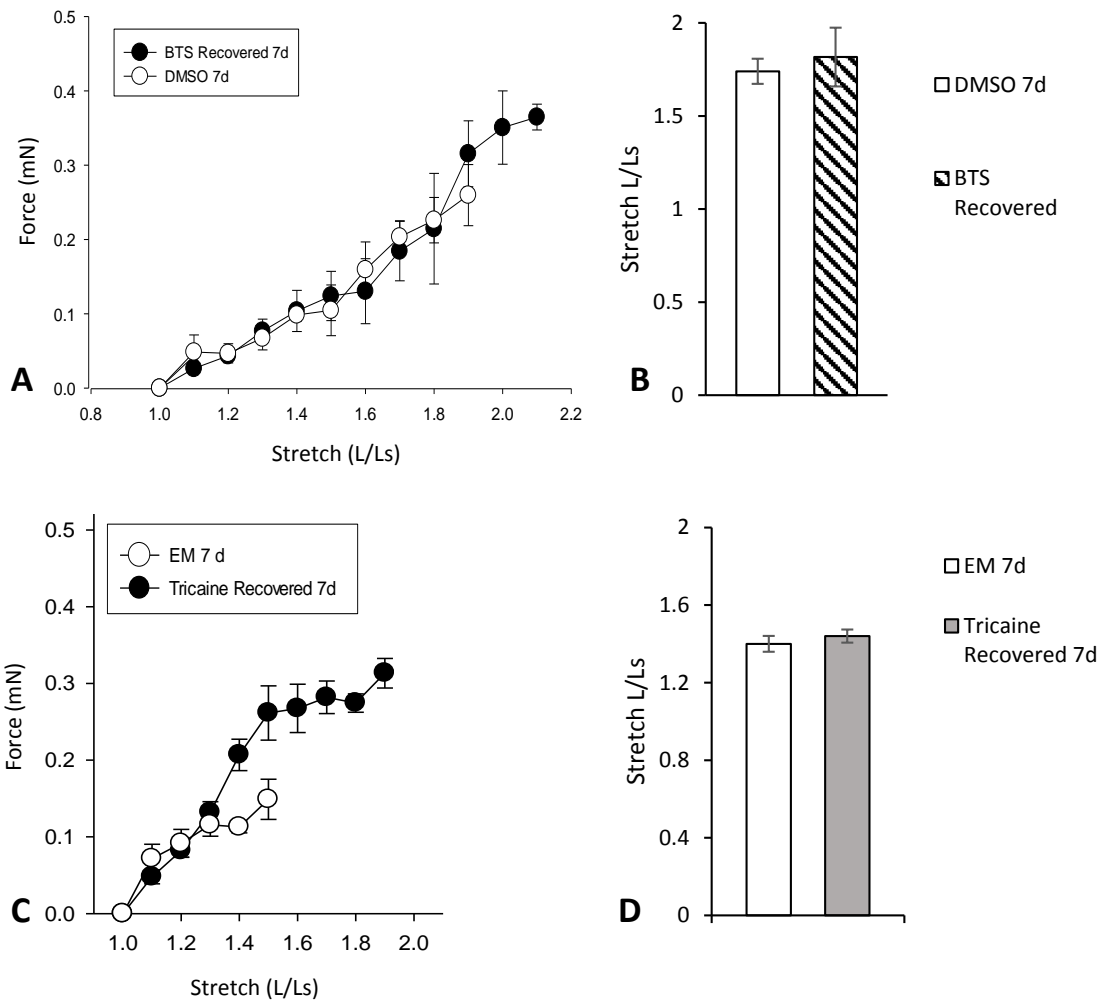 0.5
0.4
0.3
0.2
0.1
0.0
Force (mN)
BTS Recovered 7d
DMSO 7d
A
0.8 1.0 1.2 1.4 1.6 1.8 2.0 2.2
Stretch (L/Ls)
2
1.5
1
0.5
0
Stretch L/Ls
B
DMSO 7d
BTS
Recovered
0.5
0.4
0.3
0.2
0.1
0.0
Force (mN)
EM 7 d
Tricaine Recovered 7d
C
1.0 1.2 1.4 1.6 1.8 2.0
Stretch (L/Ls)
2
1.6
1.2
0.8
0.4
0
Stretch L/Ls
D
EM 7d
Tricaine
Recovered 7d